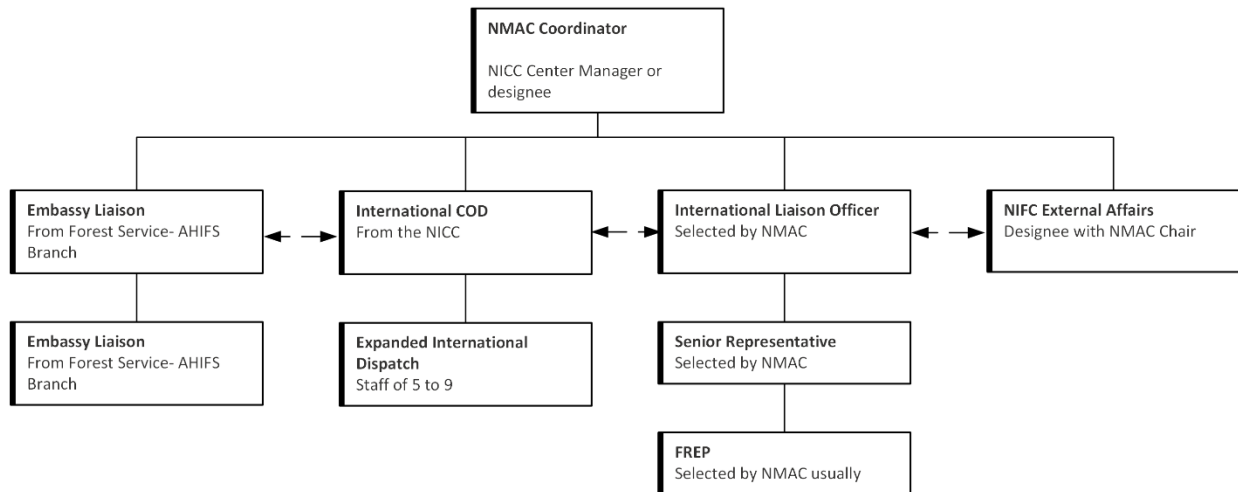 NMAC Coordinator
NICC Center Manager or
designee
Embassy Liaison
From Forest Service- AHIFS
Branch
International COD
From the NICC
International Liaison Officer
Selected by NMAC
NIFC External Affairs
Designee with NMAC Chair
Embassy Liaison
From Forest Service- AHIFS
Branch
Expanded International
Dispatch
Staff of 5 to 9
Senior Representative
Selected by NMAC
FREP
Selected by NMAC usually